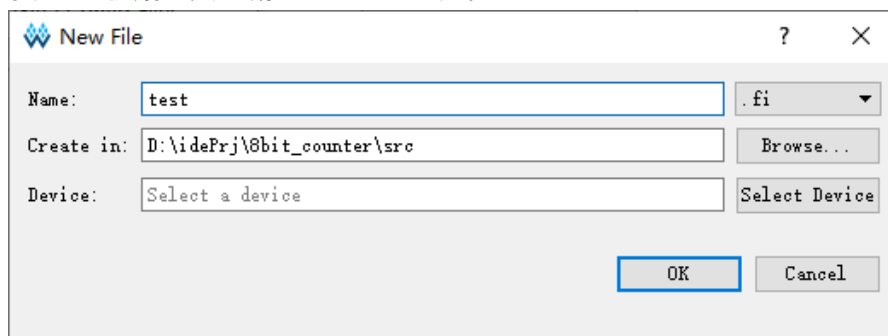 New File
Name: test .fi
Create in: D:\idePrj\8bit_counter\src Browse...
Device: Select a device Select Device
OK Cancel